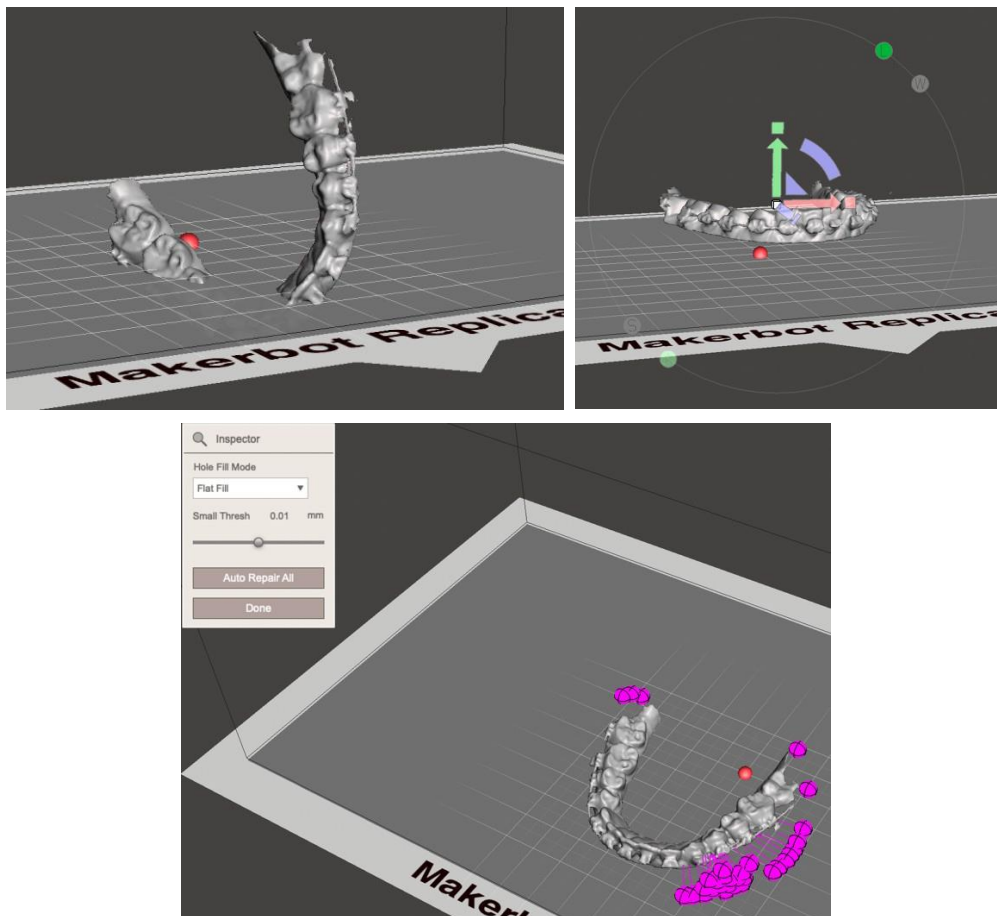 Makerbot Replica
L
W
S
Makerbot Replica
Inspector
Hole Fill Mode
Flat Fill
Small Thresh 0.01 mm
Auto Repair All
Done
Makerbot